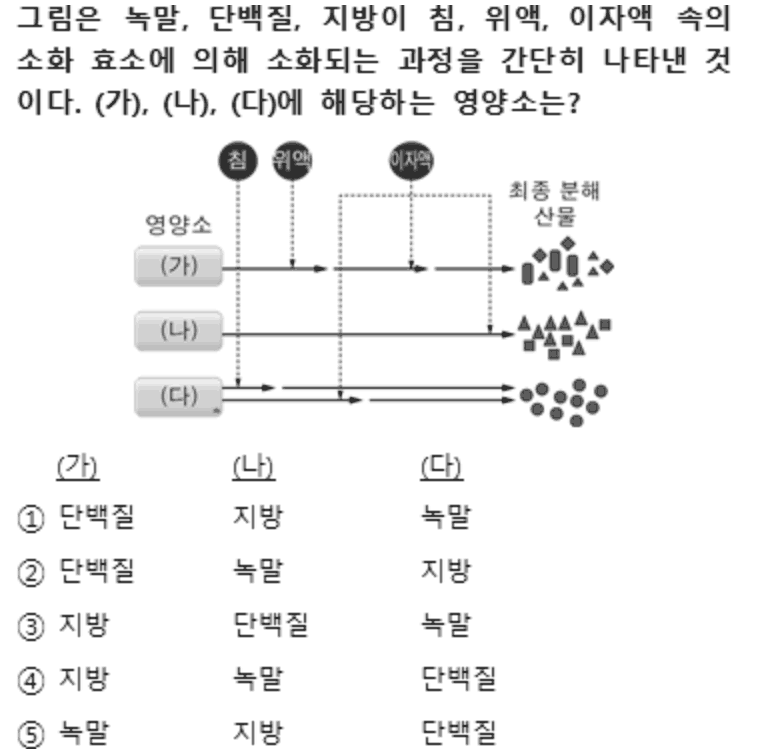 그림은 녹말, 단백질, 지방이 침, 위액, 이자액 속의
소화 효소에 의해 소화되는 과정을 간단히 나타낸 것
이다. (가), (나), (다)에 해당하는 영양소는?
침 위액 이자액
최종 분해
산물
영양소
(가)
(나)
(다)
(가) (나) (다)
① 단백질 지방 녹말
② 단백질 녹말 지방
③ 지방 단백질 녹말
④ 지방 녹말 단백질
⑤ 녹말 지방 단백질